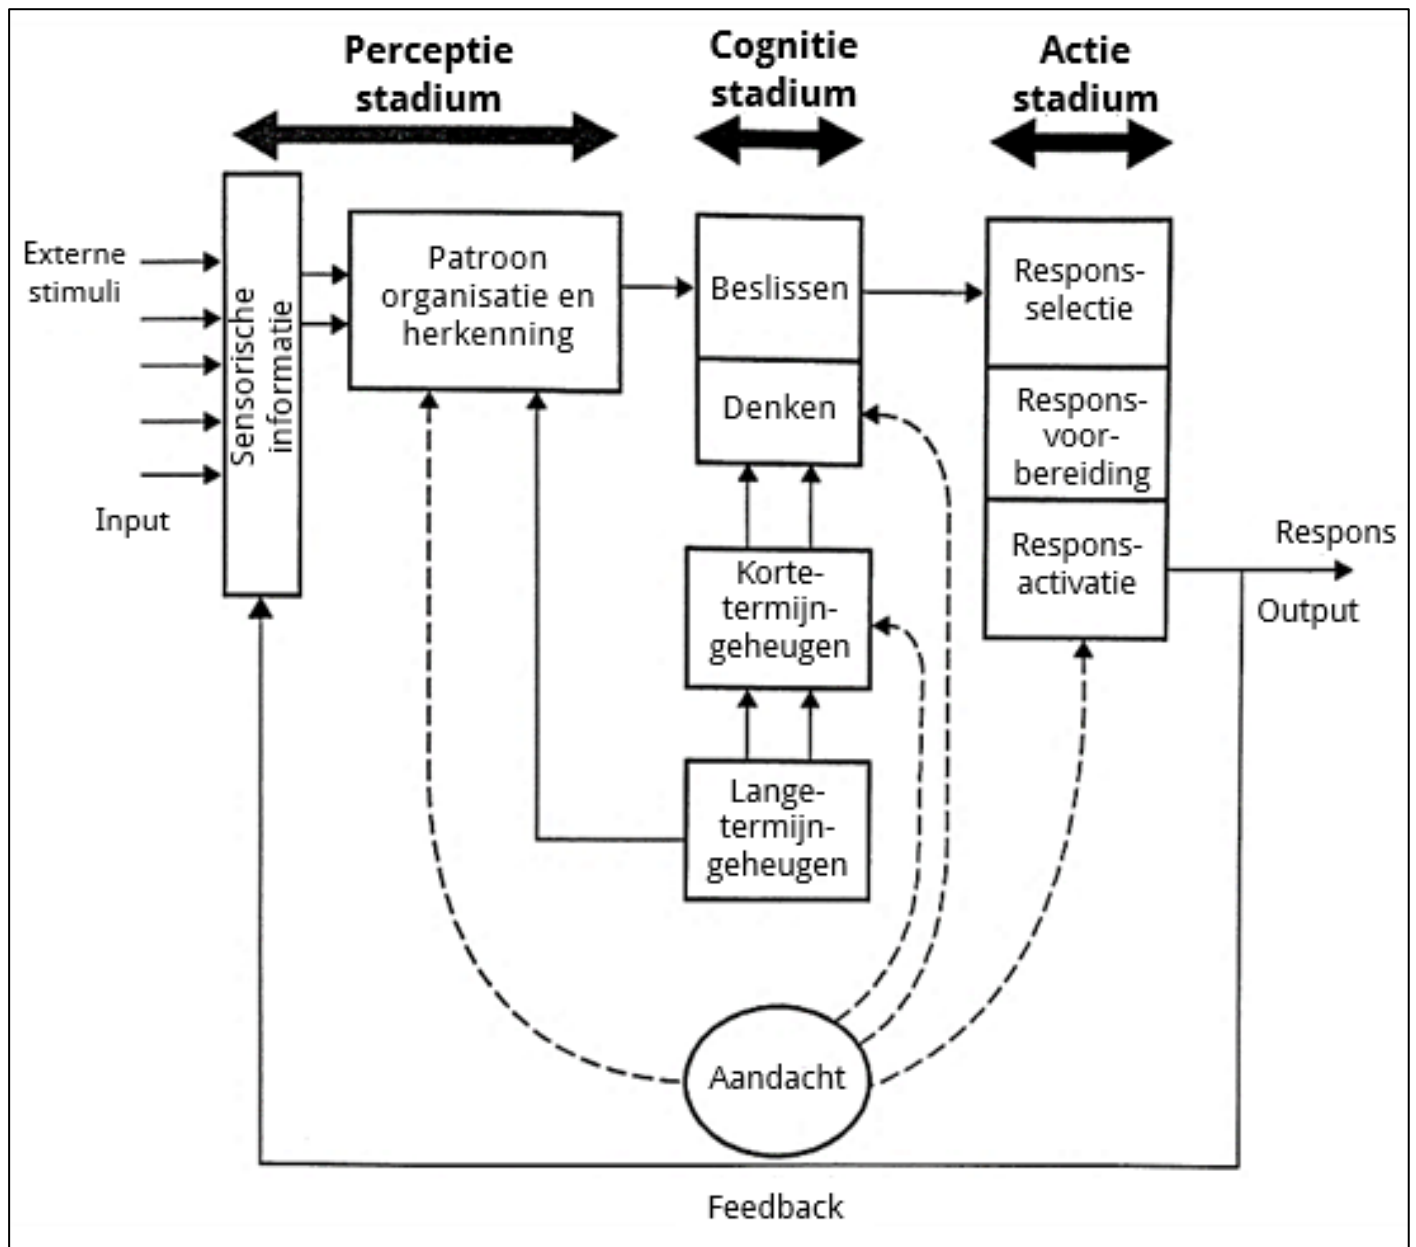 Perceptie
stadium
Cognitie
stadium
Actie
stadium
Externe
stimuli
Input
Sensorische
informatie
Patroon
organisatie en
herkenning
Beslissen
Denken
Korte-
termijn-
geheugen
Lange-
termijn-
geheugen
Respons-
selectie
Respons-
voor-
bereiding
Respons-
activatie
Respons
Output
Aandacht
Feedback